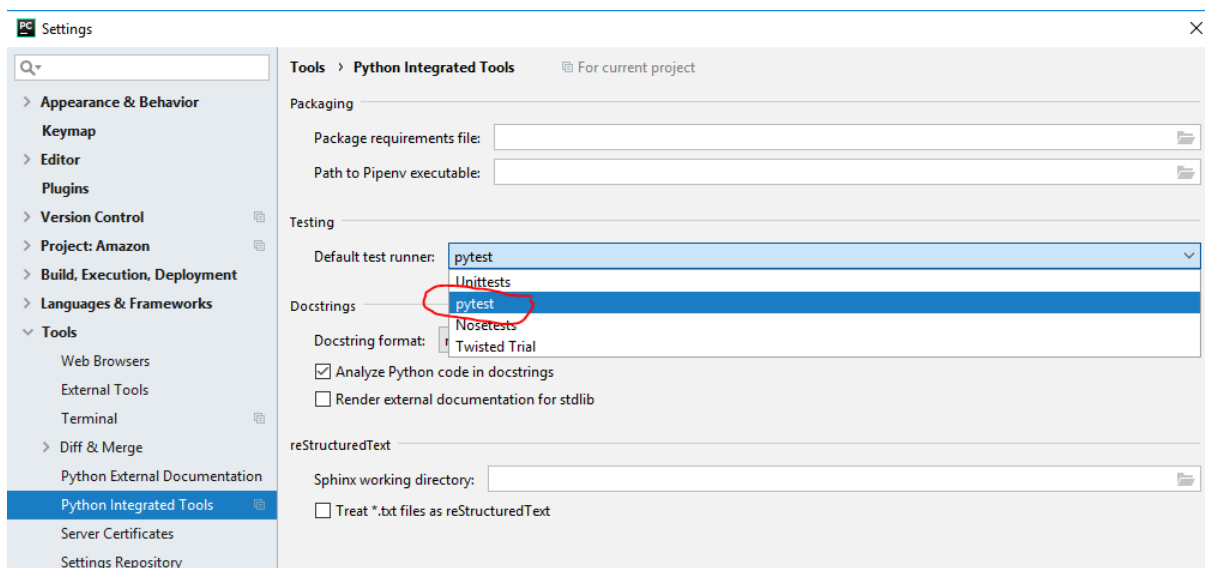 PC Settings
Tools > Python Integrated Tools For current project
Appearance & Behavior
Keymap
Editor
Plugins
Version Control
Project: Amazon
Build, Execution, Deployment
Languages & Frameworks
Tools
Web Browsers
External Tools
Terminal
Diff & Merge
Python External Documentation
Python Integrated Tools
Server Certificates
Settings Repository
Packaging
Package requirements file:
Path to Pipenv executable:
Testing
Default test runner: pytest
Unittests
pytest
Nosetests
Twisted Trial
Docstrings
Docstring format:
Analyze Python code in docstrings
Render external documentation for stdlib
reStructuredText
Sphinx working directory:
Treat *.txt files as reStructuredText